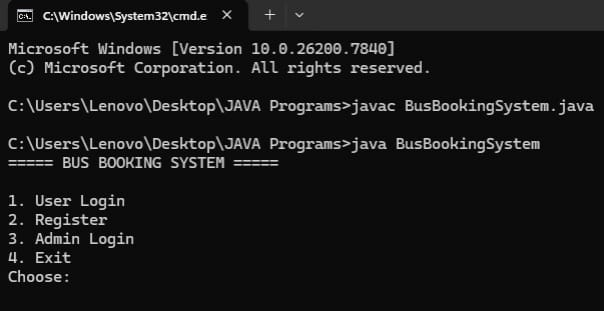 C:\Windows\System32\cmd.e
Microsoft Windows [Version 10.0.26200.7840]
(c) Microsoft Corporation. All rights reserved.
C:\Users\Lenovo\Desktop\JAVA Programs>javac BusBookingSystem.java
C:\Users\Lenovo\Desktop\JAVA Programs>java BusBookingSystem
===== BUS BOOKING SYSTEM =====
1. User Login
2. Register
3. Admin Login
4. Exit
Choose: